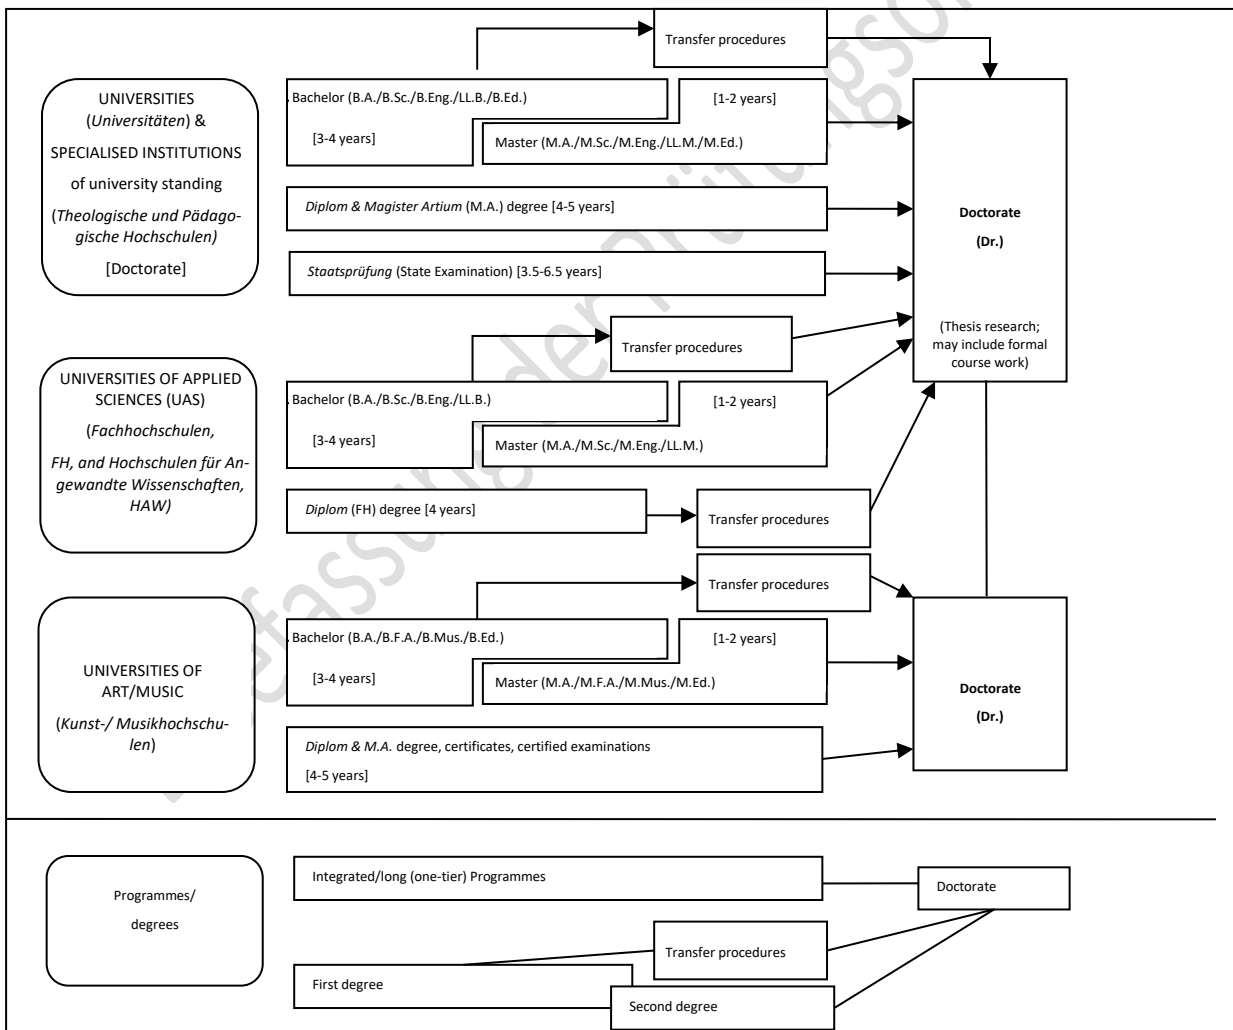 Transfer procedures
UNIVERSITIES
(Universitäten) &
SPECIALISED INSTITUTIONS
of university standing
(Theologische und Pädago-
gische Hochschulen)
[Doctorate]
Bachelor (B.A./B.Sc./B.Eng./LL.B./B.Ed.)
[3-4 years]
[1-2 years]
Master (M.A./M.Sc./M.Eng./LL.M./M.Ed.)
Diplom & Magister Artium (M.A.) degree [4-5 years]
Staatsprüfung (State Examination) [3.5-6.5 years]
Doctorate
(Dr.)
(Thesis research;
may include formal
course work)
UNIVERSITIES OF APPLIED
SCIENCES (UAS)
(Fachhochschulen,
FH, and Hochschulen für An-
gewandte Wissenschaften,
HAW)
Transfer procedures
Bachelor (B.A./B.Sc./B.Eng./LL.B.)
[3-4 years]
[1-2 years]
Master (M.A./M.Sc./M.Eng./LL.M.)
Diplom (FH) degree [4 years]
Transfer procedures
UNIVERSITIES OF
ART/MUSIC
(Kunst-/ Musikhochschu-
len)
Transfer procedures
Bachelor (B.A./B.F.A./B.Mus./B.Ed.)
[3-4 years]
[1-2 years]
Master (M.A./M.F.A./M.Mus./M.Ed.)
Diplom & M.A. degree, certificates, certified examinations
[4-5 years]
Doctorate
(Dr.)
Programmes/
degrees
Integrated/long (one-tier) Programmes
Doctorate
Transfer procedures
First degree
Second degree